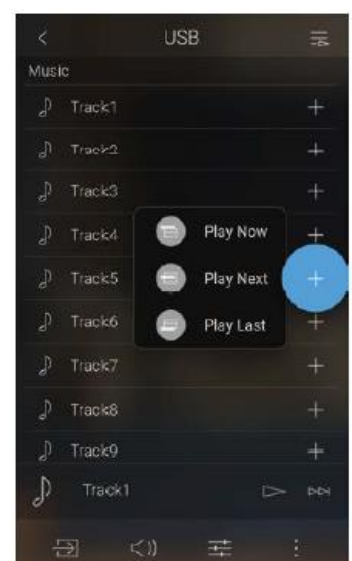 USB
Music
Track1
Track2
Track3
Track4
Play Now
Track5
Play Next
Track6
Play Last
Track7
Track8
Track9
Track1